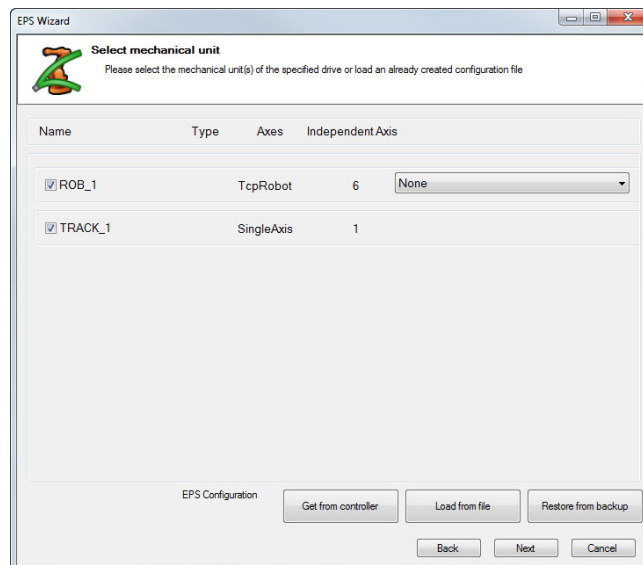 EPS Wizard
Select mechanical unit
Please select the mechanical unit(s) of the specified drive or load an already created configuration file
Name Type Axes Independent Axis
ROB_1 TcpRobot 6 None
TRACK_1 SingleAxis 1
EPS Configuration Get from controller Load from file Restore from backup
Back Next Cancel